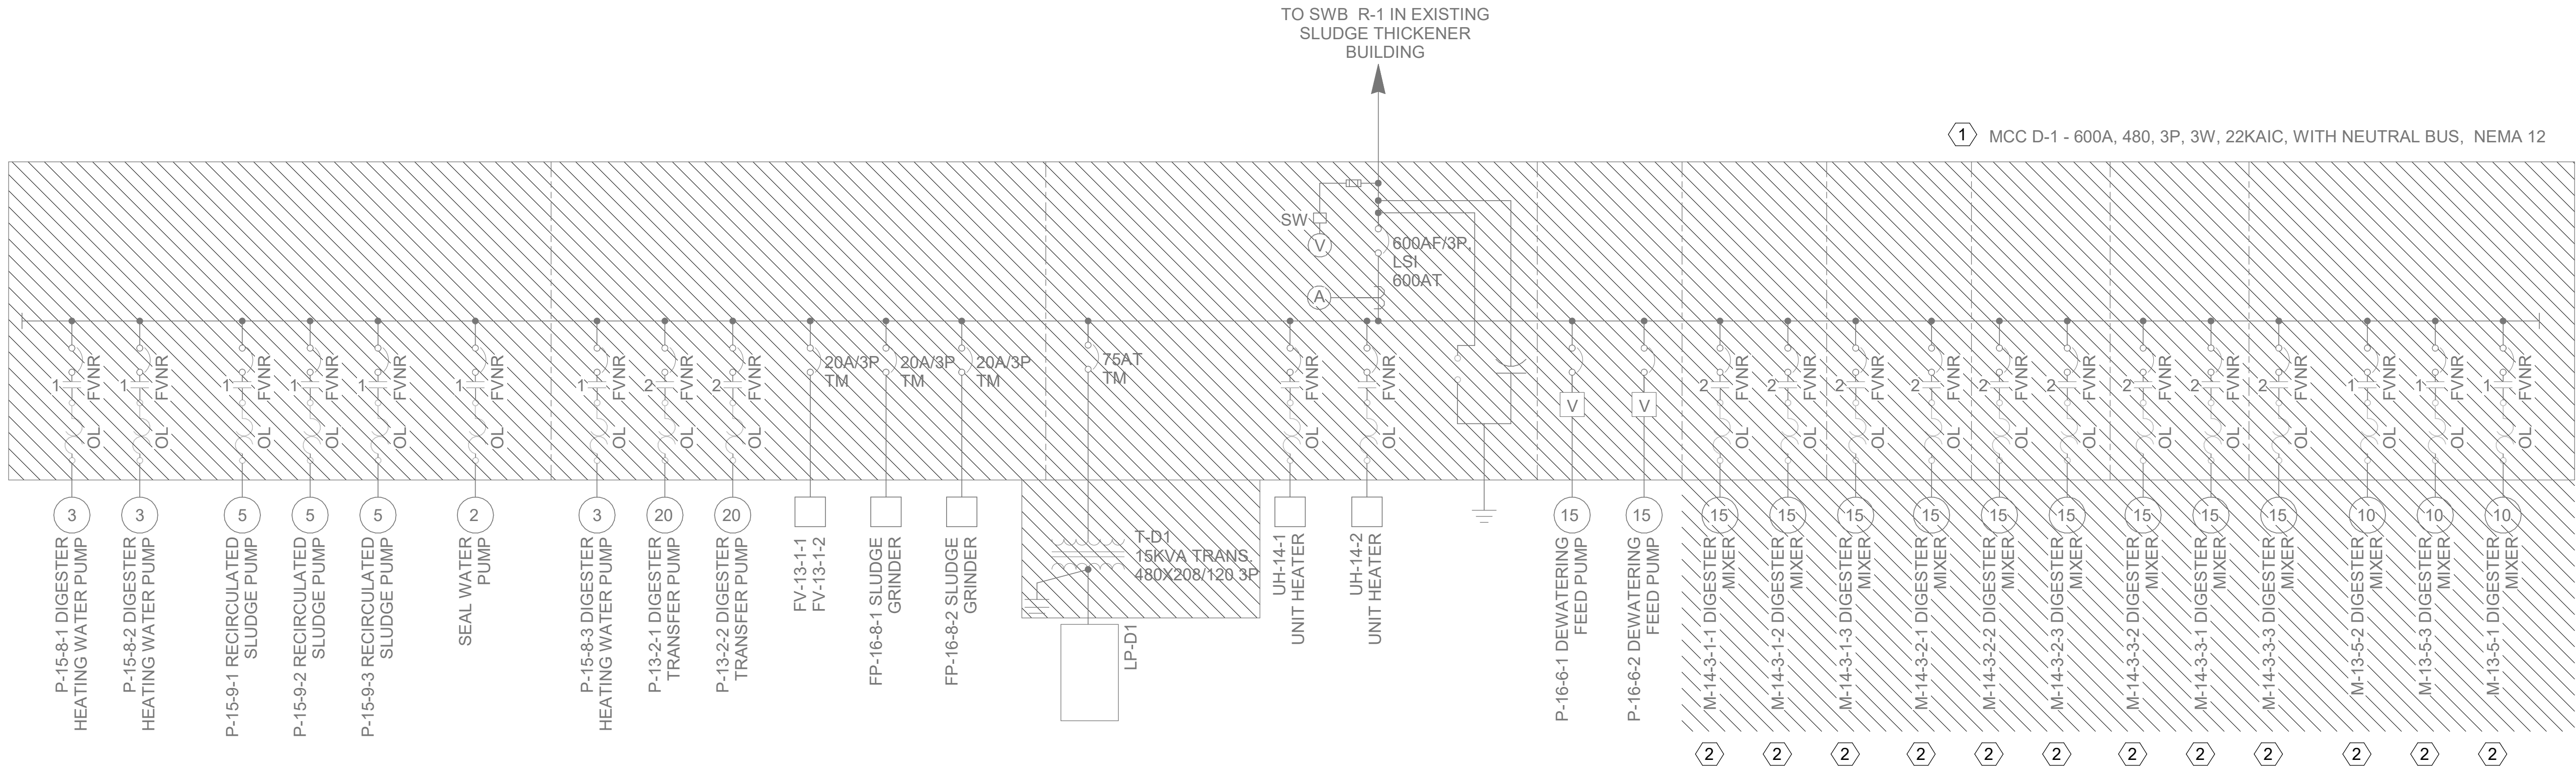 TO SWB R-1 IN EXISTING
SLUDGE THICKENER
BUILDING
1 MCC D-1 - 600A, 480, 3P, 3W, 22KAIC, WITH NEUTRAL BUS, NEMA 12
SW
V
A
600AF/3P,
LSI
600AT
1 FVNR OL
1 FVNR OL
1 FVNR OL
1 FVNR OL
1 FVNR OL
1 FVNR OL
1 FVNR OL
2 FVNR OL
2 FVNR OL
20A/3P
TM
20A/3P
TM
20A/3P
TM
75AT
TM
1 FVNR OL
2 FVNR OL
V
V
2 FVNR OL
2 FVNR OL
2 FVNR OL
2 FVNR OL
2 FVNR OL
2 FVNR OL
2 FVNR OL
2 FVNR OL
2 FVNR OL
1 FVNR OL
1 FVNR OL
1 FVNR OL
3
P-15-8-1 DIGESTER
HEATING WATER PUMP
3
P-15-8-2 DIGESTER
HEATING WATER PUMP
5
P-15-9-1 RECIRCULATED
SLUDGE PUMP
5
P-15-9-2 RECIRCULATED
SLUDGE PUMP
5
P-15-9-3 RECIRCULATED
SLUDGE PUMP
2
SEAL WATER
PUMP
3
P-15-8-3 DIGESTER
HEATING WATER PUMP
20
P-13-2-1 DIGESTER
TRANSFER PUMP
20
P-13-2-2 DIGESTER
TRANSFER PUMP
FV-13-1-1
FV-13-1-2
FP-16-8-1 SLUDGE
GRINDER
FP-16-8-2 SLUDGE
GRINDER
T-D1
15KVA TRANS.
480X208/120 3P
LP-D1
UH-14-1
UNIT HEATER
UH-14-2
UNIT HEATER
15
P-16-6-1 DEWATERING
FEED PUMP
15
P-16-6-2 DEWATERING
FEED PUMP
15
M-14-3-1-1 DIGESTER
MIXER
15
M-14-3-1-2 DIGESTER
MIXER
15
M-14-3-1-3 DIGESTER
MIXER
15
M-14-3-2-1 DIGESTER
MIXER
15
M-14-3-2-2 DIGESTER
MIXER
15
M-14-3-2-3 DIGESTER
MIXER
15
M-14-3-3-2 DIGESTER
MIXER
15
M-14-3-3-1 DIGESTER
MIXER
15
M-14-3-3-3 DIGESTER
MIXER
10
M-13-5-2 DIGESTER
MIXER
10
M-13-5-3 DIGESTER
MIXER
10
M-13-5-1 DIGESTER
MIXER
2 2 2 2 2 2 2 2 2 2 2 2